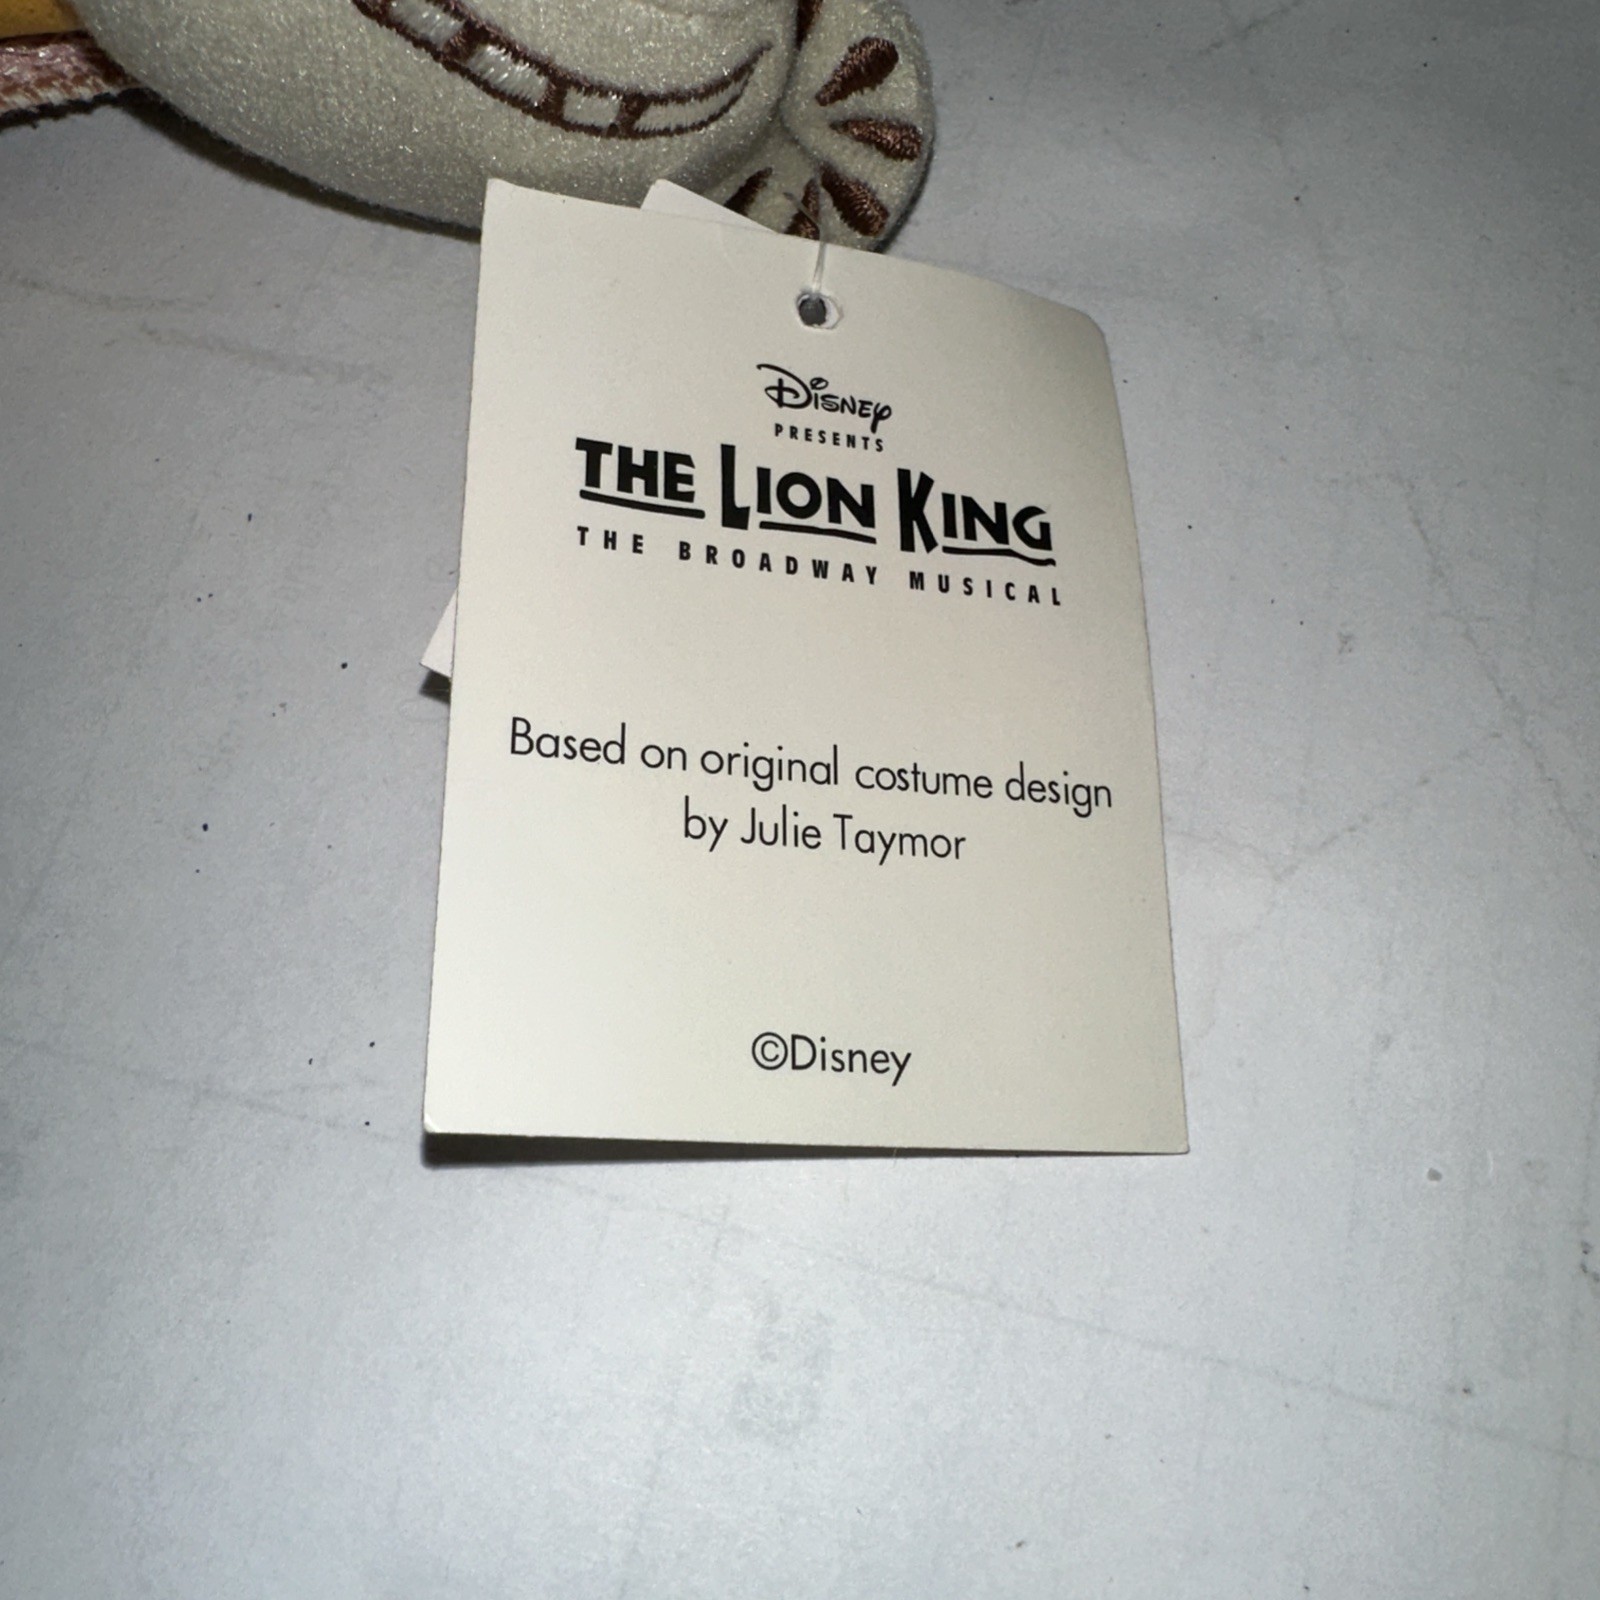 Disney
PRESENTS
THE LION KING
THE BROADWAY MUSICAL
Based on original costume design
by Julie Taymor
©Disney